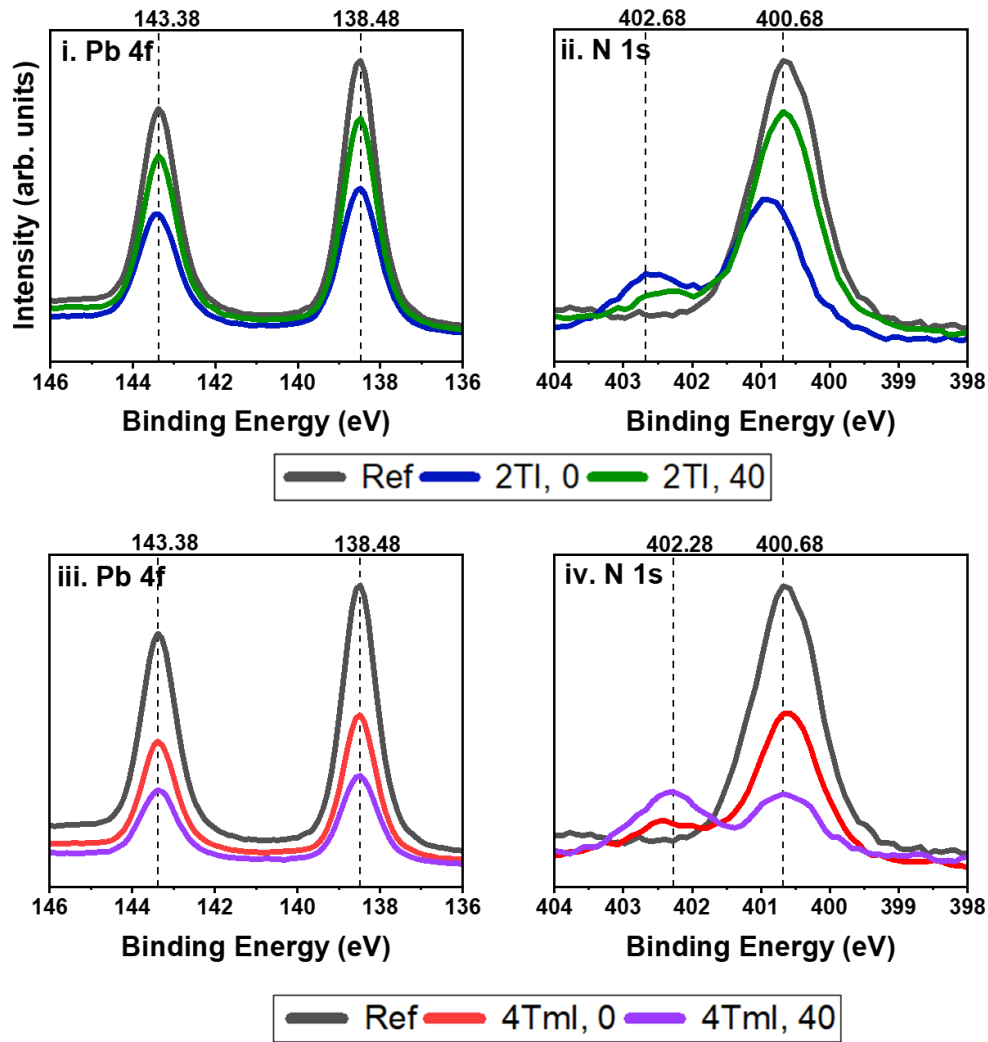 143.38 138.48 402.68 400.68
i. Pb 4f
ii. N 1s
Intensity (arb. units)
146 144 142 140 138 136
404 403 402 401 400 399 398
Binding Energy (eV)
Binding Energy (eV)
Ref 2TI, 0 2TI, 40
143.38 138.48 402.28 400.68
iii. Pb 4f
iv. N 1s
146 144 142 140 138 136
404 403 402 401 400 399 398
Binding Energy (eV)
Binding Energy (eV)
Ref 4TmI, 0 4TmI, 40